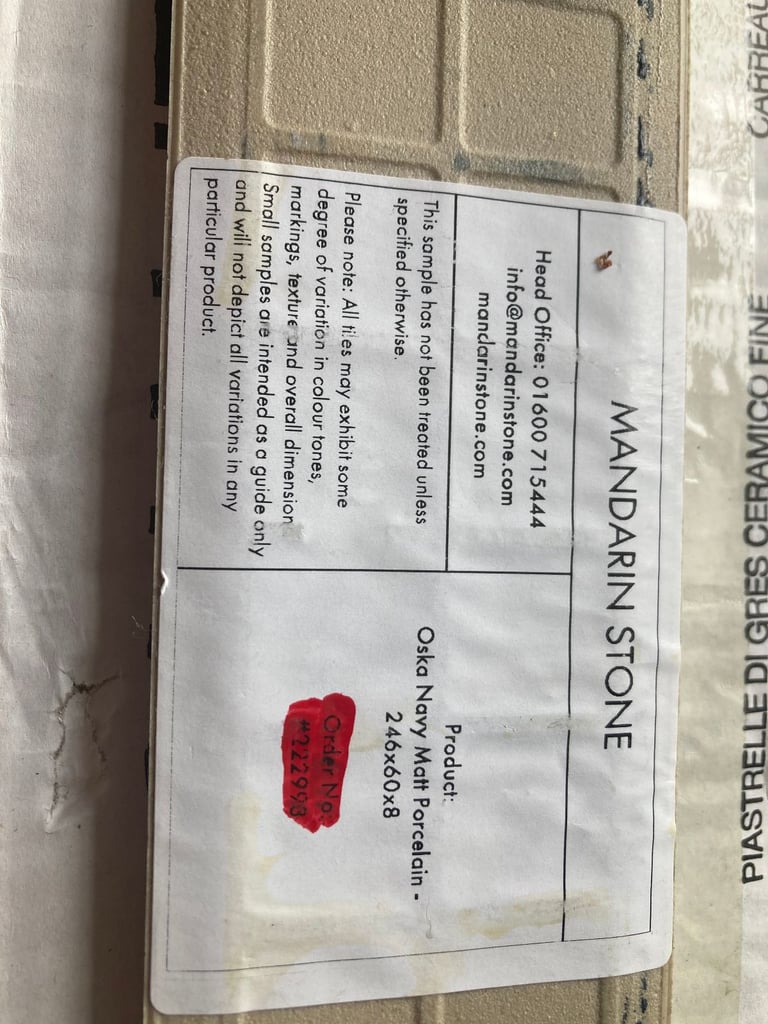 MANDARIN STONE
Head Office: 01600 715444
info@mandarinstone.com
mandarinstone.com
This sample has not been treated unless
specified otherwise.
Please note: All tiles may exhibit some
degree of variation in colour tones,
markings, texture and overall dimension
Small samples are intended as a guide only
and will not depict all variations in any
particular product.
Product:
Oska Navy Matt Porcelain -
246x60x8
Order No:
#222998
PIASTRELLE DI GRES CERAMICO FINE
CARREAU